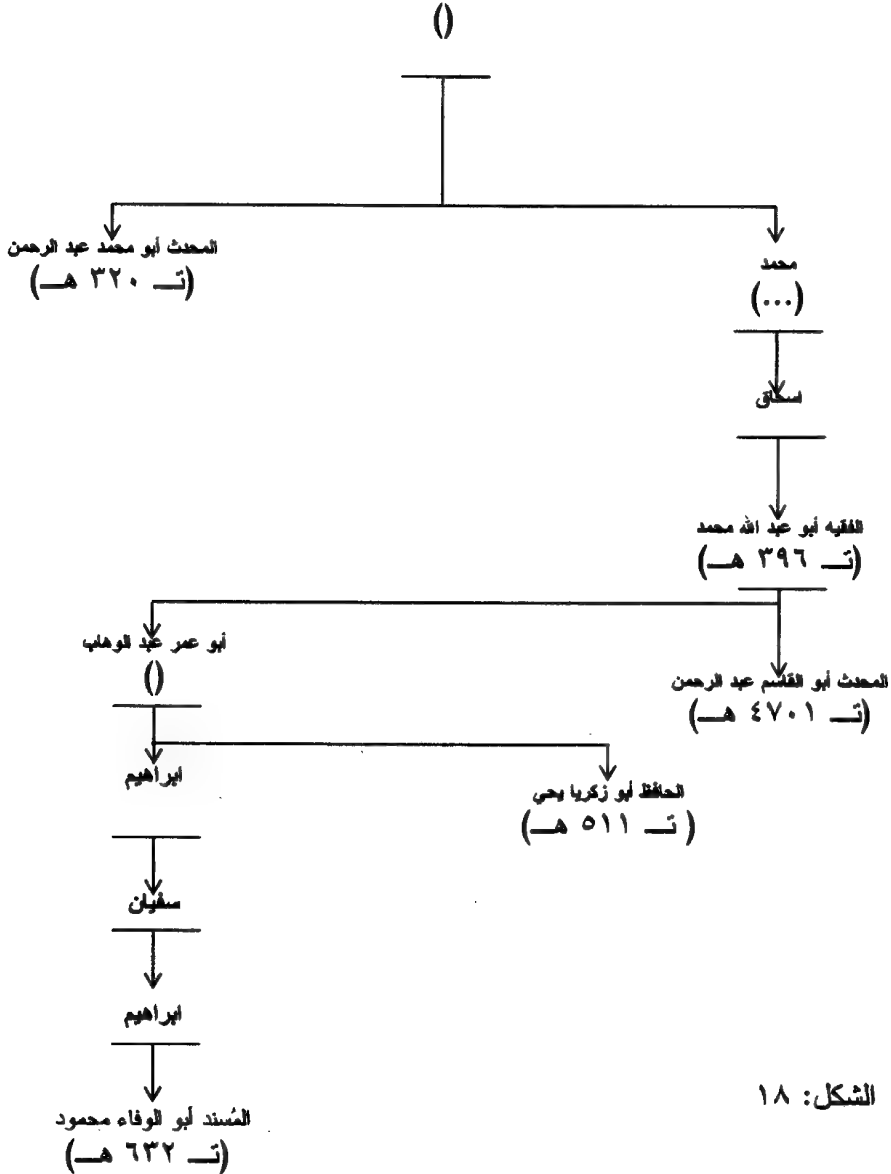 ()
المحدث أبو محمد عبد الرحمن
(تـ ٣٢٠ هـ)
محمد
(...)
اسحاق
الفقيه أبو عبد الله محمد
(تـ ٣٩٦ هـ)
أبو عمر عبد الوهاب
()
المحدث أبو القاسم عبد الرحمن
(تـ ٤٧٠١ هـ)
ابراهيم
الحافظ أبو زكريا يحي
(تـ ٥١١ هـ)
سفيان
ابراهيم
المُسند أبو الوفاء محمود
(تـ ٦٣٢ هـ)
الشكل: ١٨